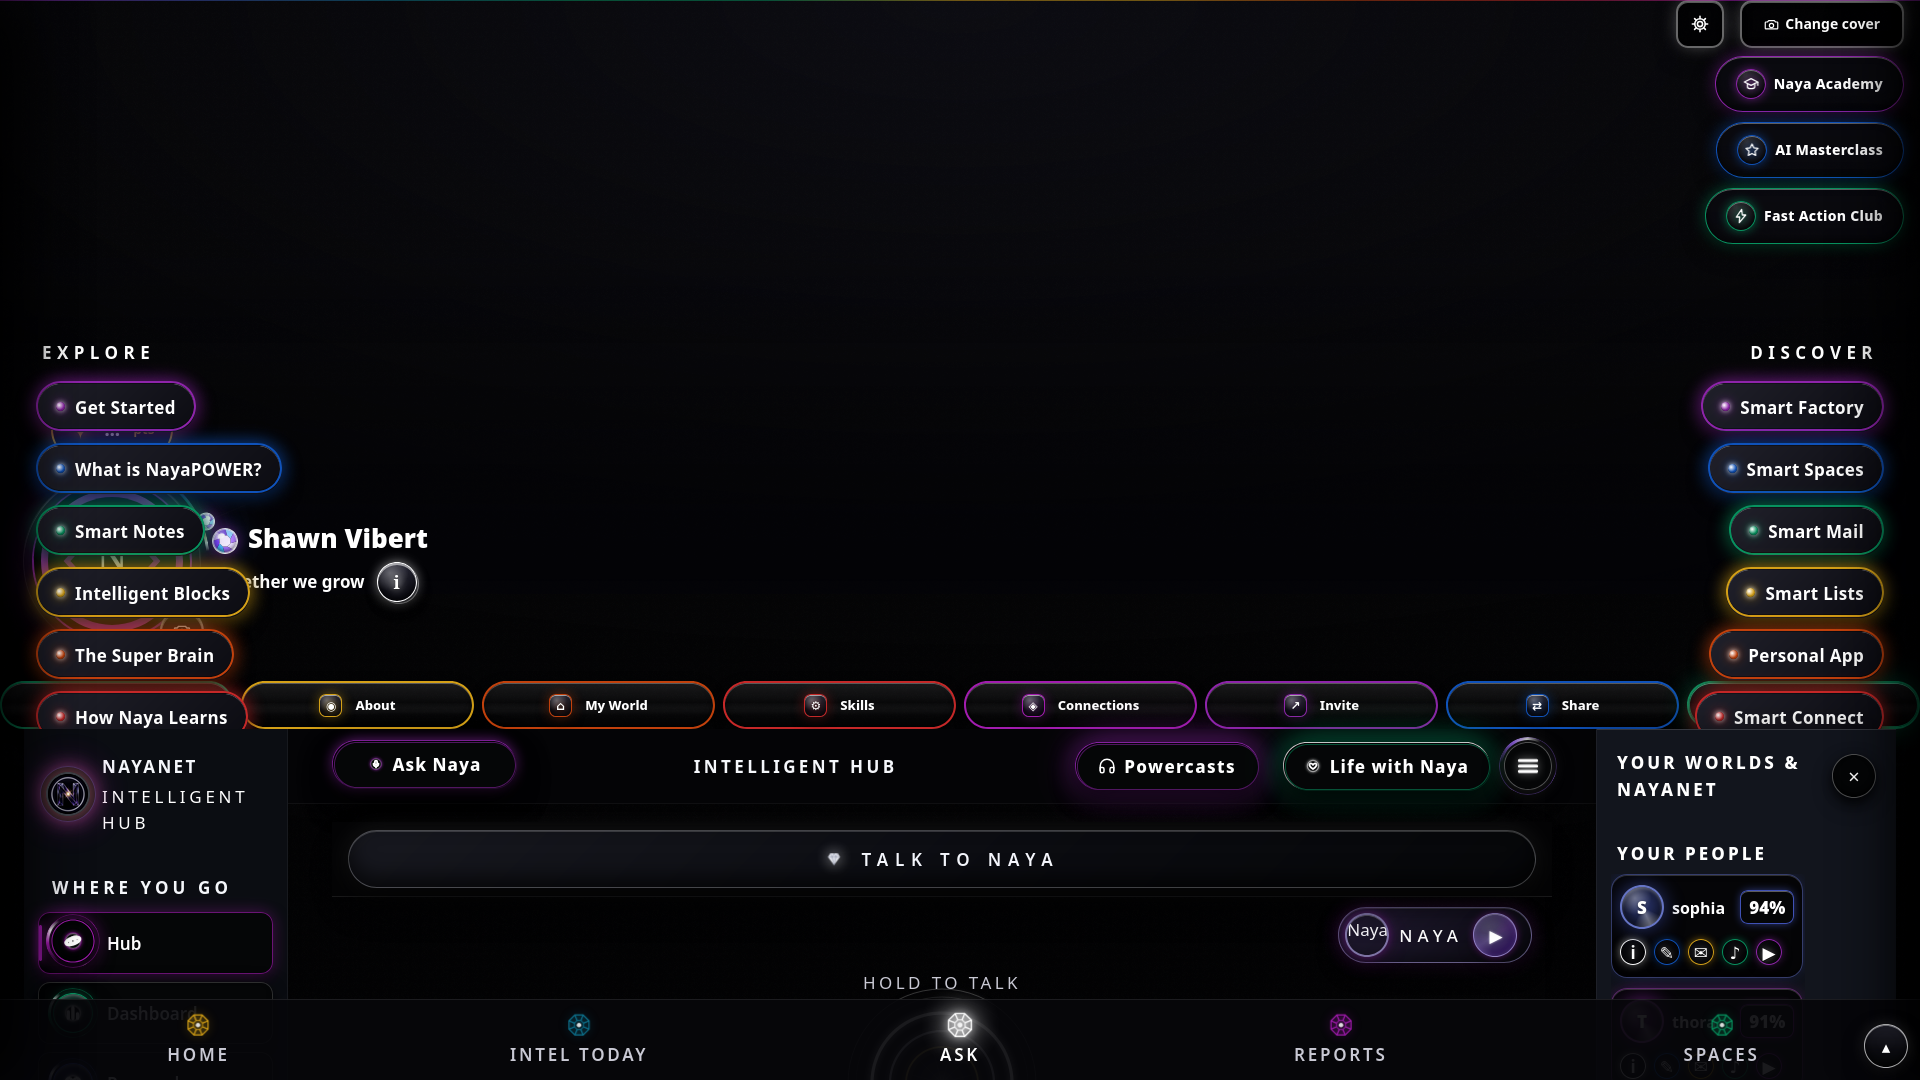 Change cover
Naya Academy
AI Masterclass
Fast Action Club
EXPLORE
DISCOVER
Get Started
What is NayaPOWER?
Smart Notes
Intelligent Blocks
The Super Brain
How Naya Learns
Shawn Vibert
ether we grow
i
Smart Factory
Smart Spaces
Smart Mail
Smart Lists
Personal App
Smart Connect
About
My World
Skills
Connections
Invite
Share
NAYANET
INTELLIGENT
HUB
WHERE YOU GO
Hub
Dashboard
Ask Naya
INTELLIGENT HUB
Powercasts
Life with Naya
TALK TO NAYA
Naya
NAYA
HOLD TO TALK
YOUR WORLDS &
NAYANET
YOUR PEOPLE
S
sophia
94%
T
thor
91%
HOME
INTEL TODAY
ASK
REPORTS
SPACES